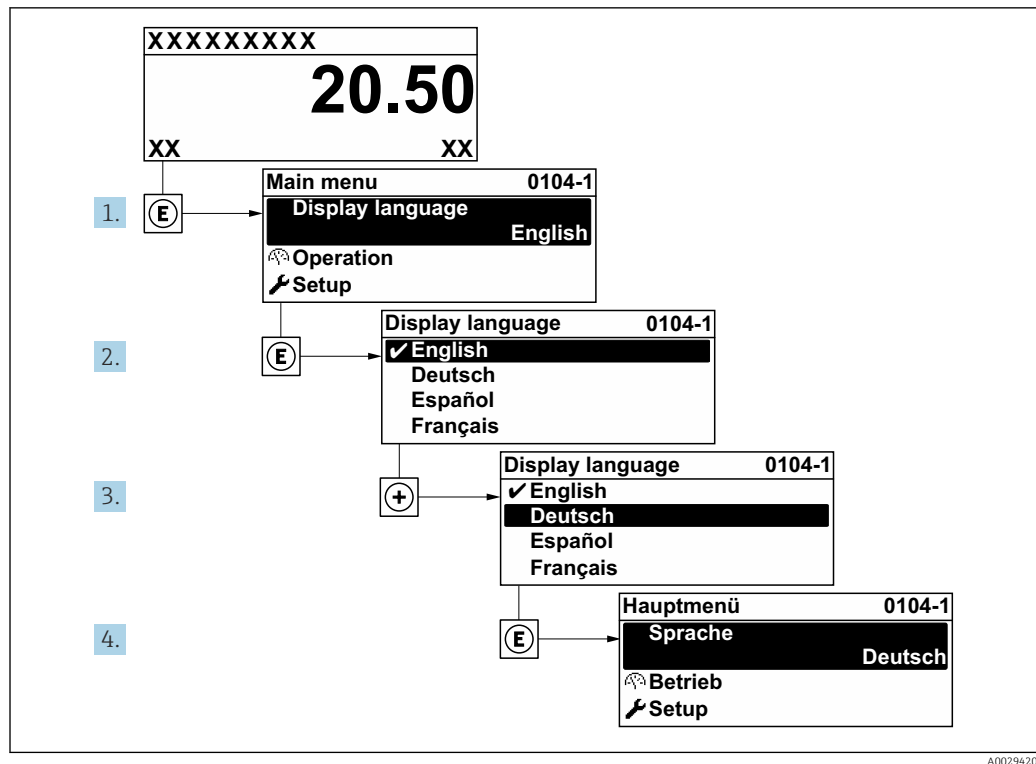 XXXXXXXXX
20.50
XX XX
1. E
Main menu 0104-1
Display language
English
Operation
Setup
2. E
Display language 0104-1
✔English
Deutsch
Español
Français
3. +
Display language 0104-1
✔English
Deutsch
Español
Français
4. E
Hauptmenü 0104-1
Sprache
Deutsch
Betrieb
Setup
A0029420